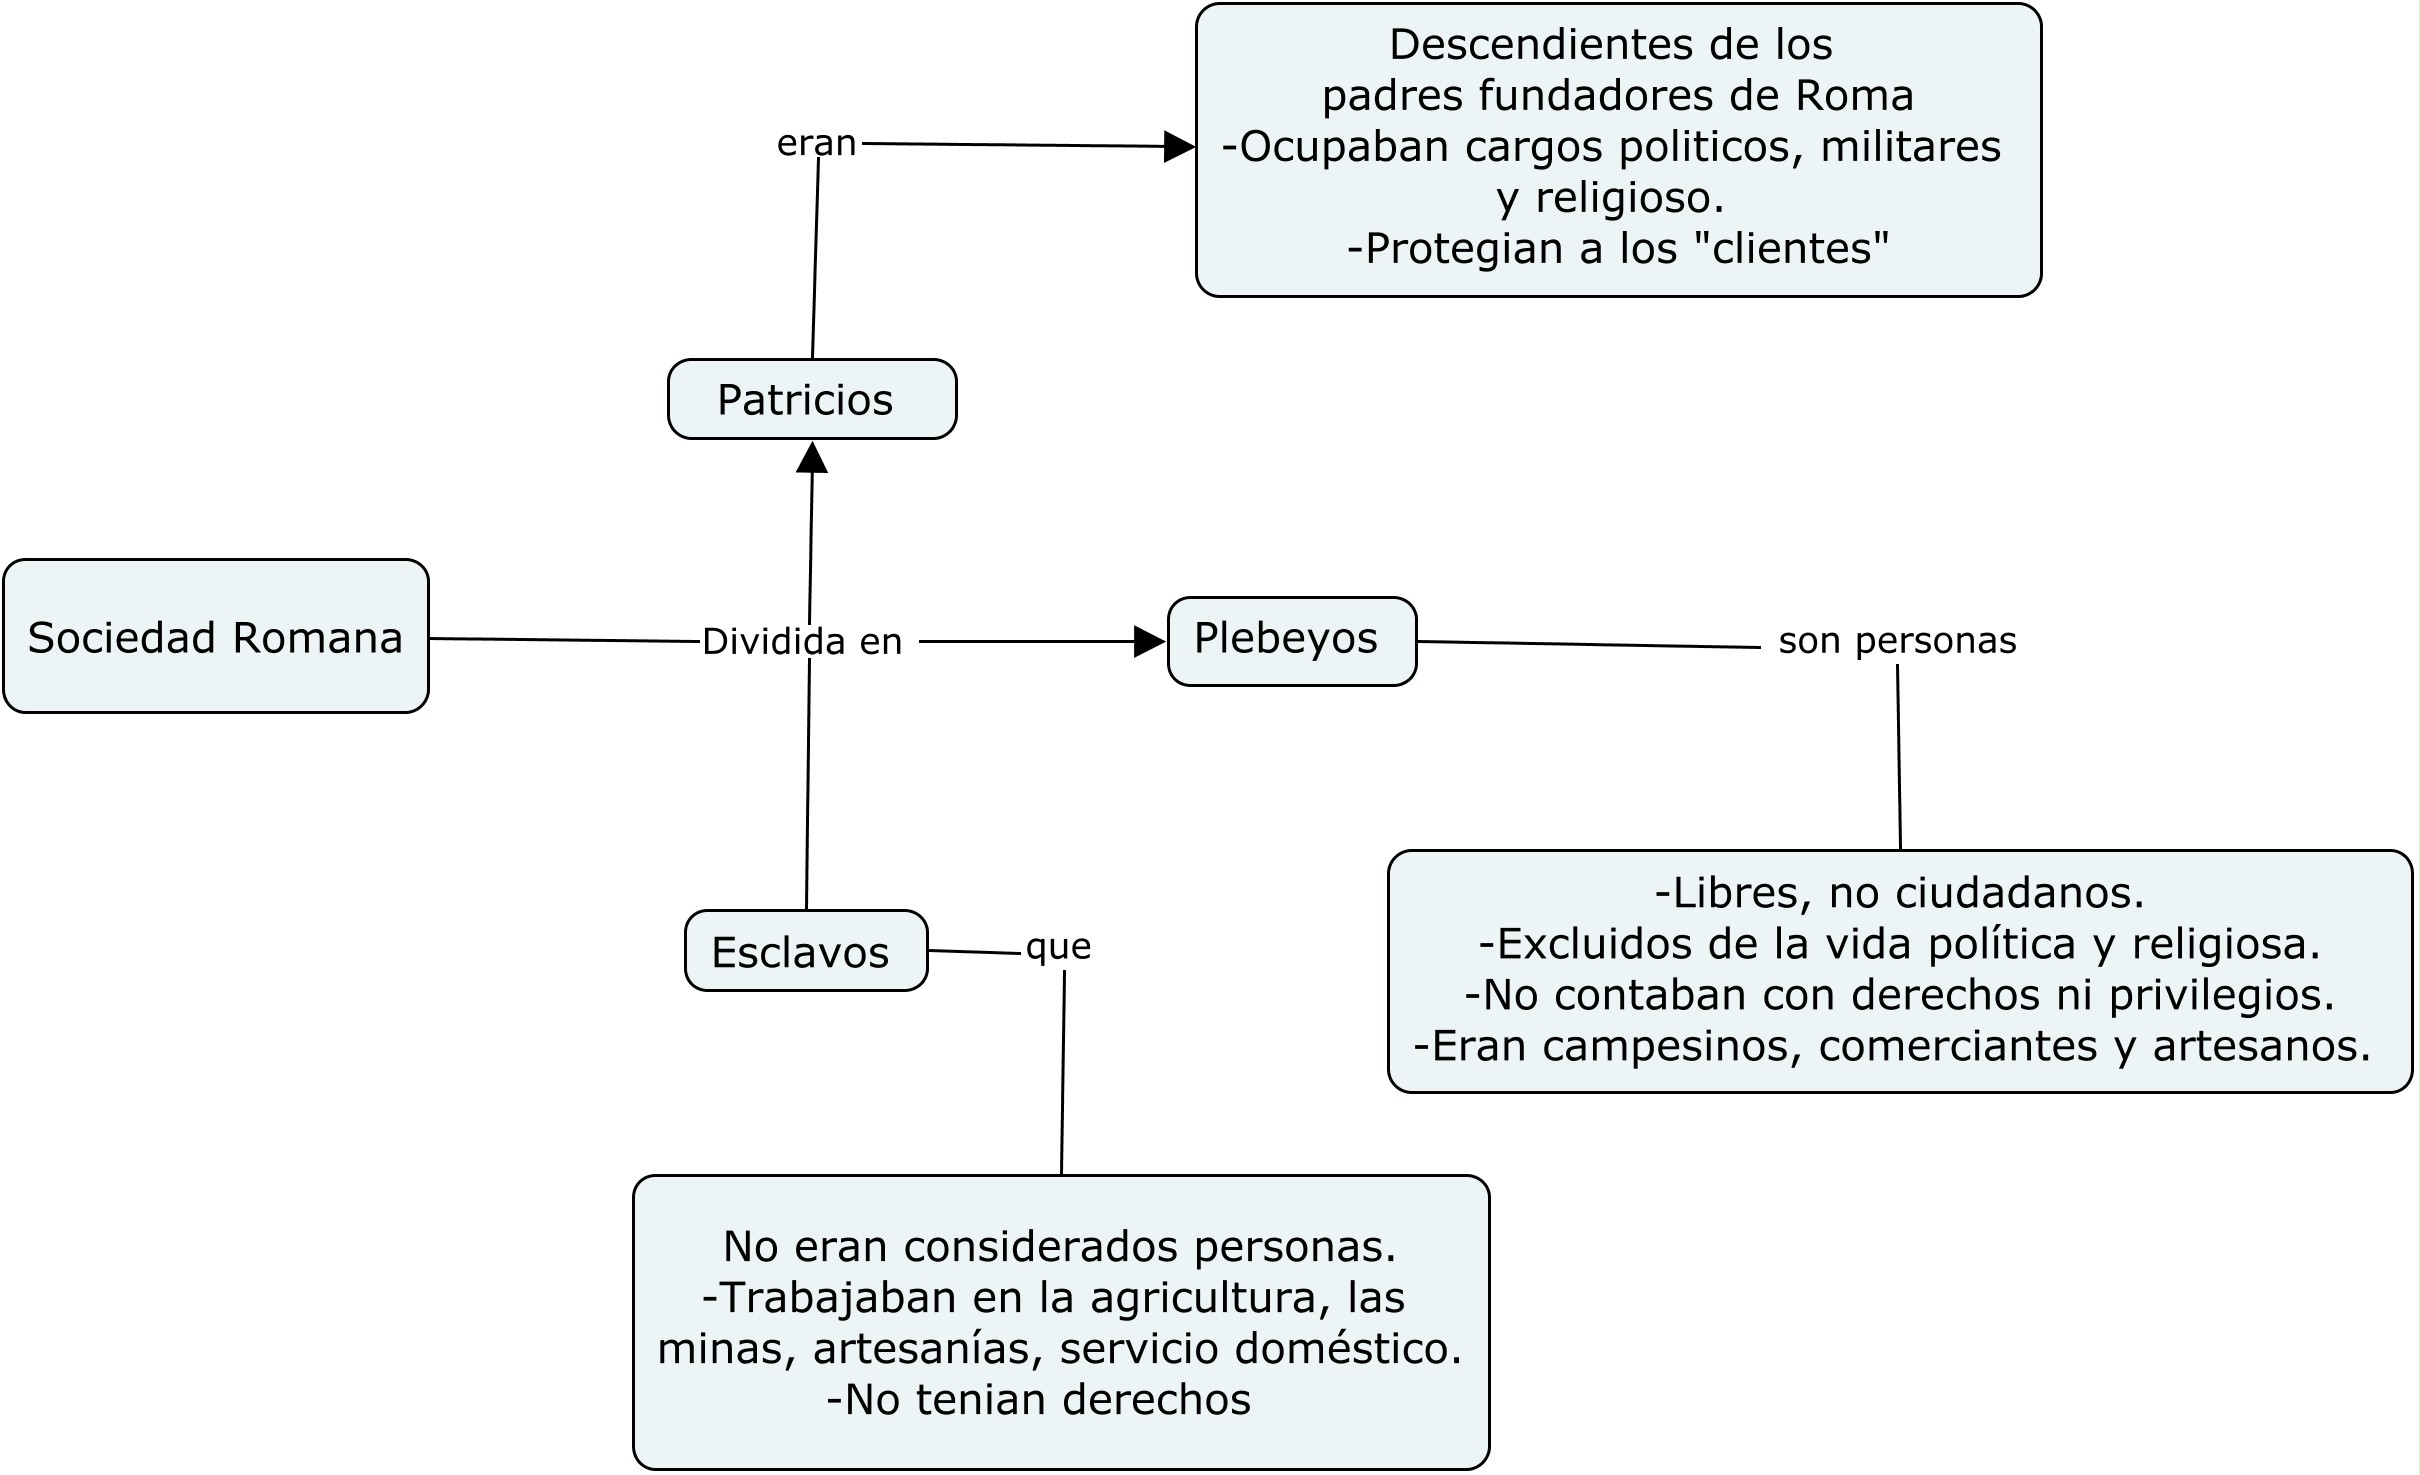 Descendientes de los
padres fundadores de Roma
-Ocupaban cargos politicos, militares
y religioso.
-Protegian a los "clientes"
eran
Patricios
Sociedad Romana
Dividida en
Plebeyos
son personas
-Libres, no ciudadanos.
-Excluidos de la vida política y religiosa.
-No contaban con derechos ni privilegios.
-Eran campesinos, comerciantes y artesanos.
Esclavos
que
No eran considerados personas.
-Trabajaban en la agricultura, las
minas, artesanías, servicio doméstico.
-No tenian derechos